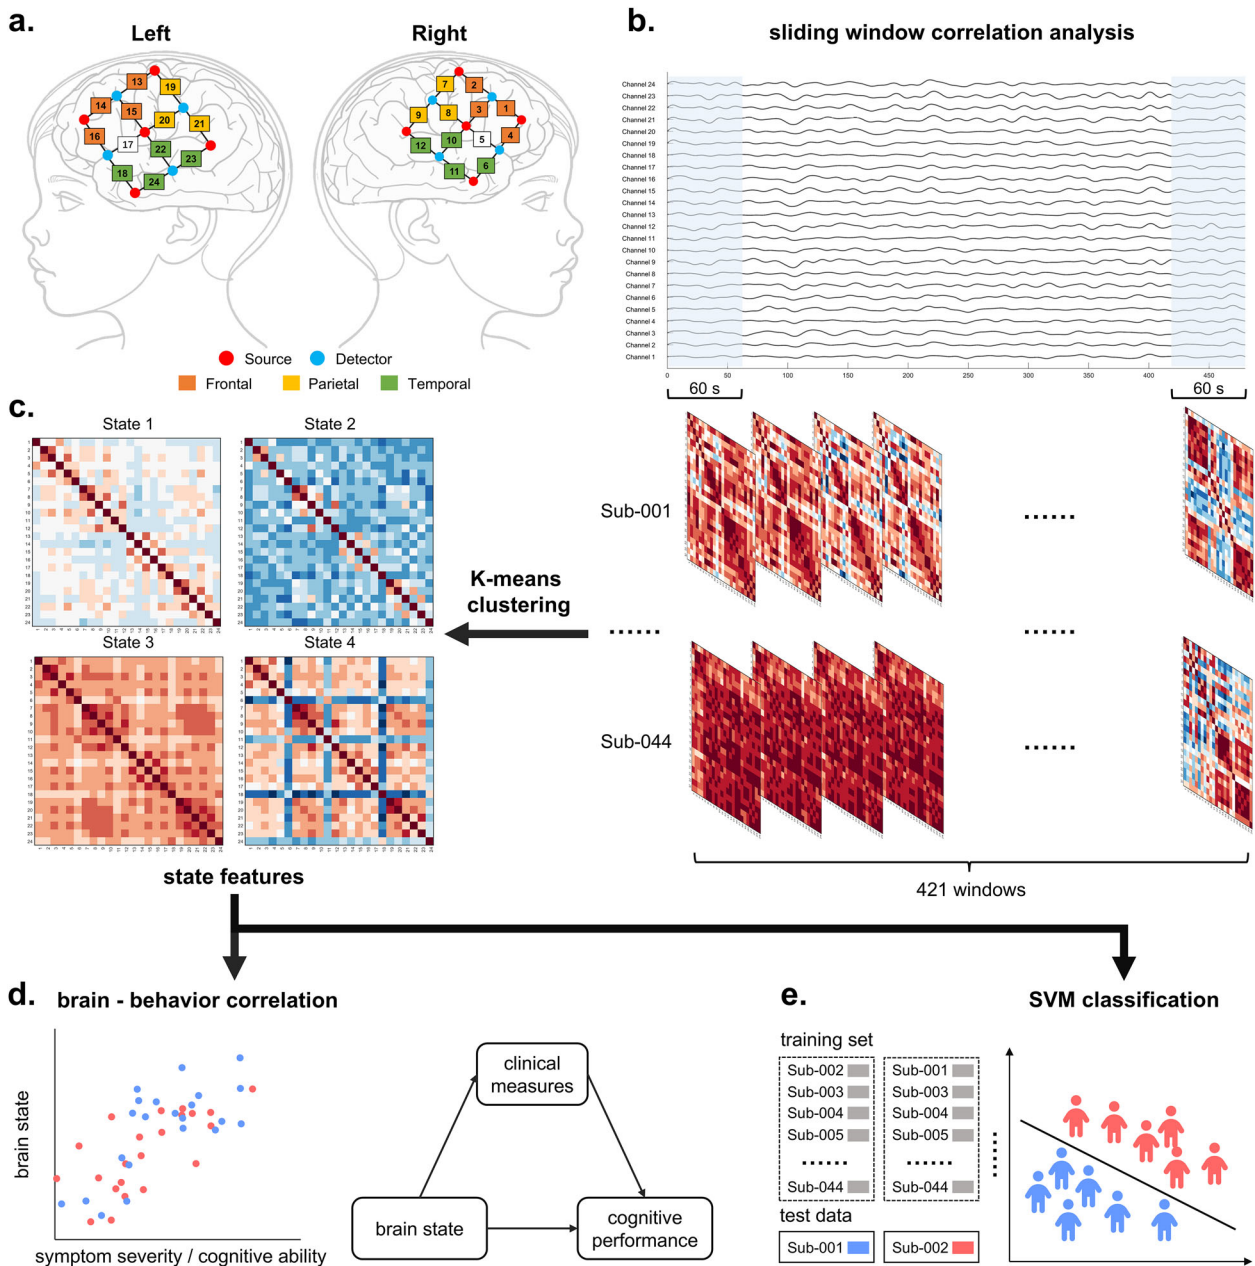 a.
Left
Right
13
19
14
15
20
21
16
17
22
23
18
24
7
2
9
8
3
1
12
10
5
4
11
6
Source
Detector
Frontal
Parietal
Temporal
b.
sliding window correlation analysis
Channel 24
Channel 23
Channel 22
Channel 21
Channel 20
Channel 19
Channel 18
Channel 17
Channel 16
Channel 15
Channel 14
Channel 13
Channel 12
Channel 11
Channel 10
Channel 9
Channel 8
Channel 7
Channel 6
Channel 5
Channel 4
Channel 3
Channel 2
Channel 1
0 50 100 150 200 250 300 350 400 450
60 s
60 s
Sub-001
......
......
......
Sub-044
......
421 windows
K-means
clustering
c.
State 1
State 2
State 3
State 4
state features
d.
brain - behavior correlation
brain state
symptom severity / cognitive ability
clinical
measures
brain state
cognitive
performance
e.
SVM classification
training set
Sub-002
Sub-003
Sub-004
Sub-005
......
Sub-044
Sub-001
Sub-003
Sub-004
Sub-005
......
Sub-044
......
test data
Sub-001
Sub-002